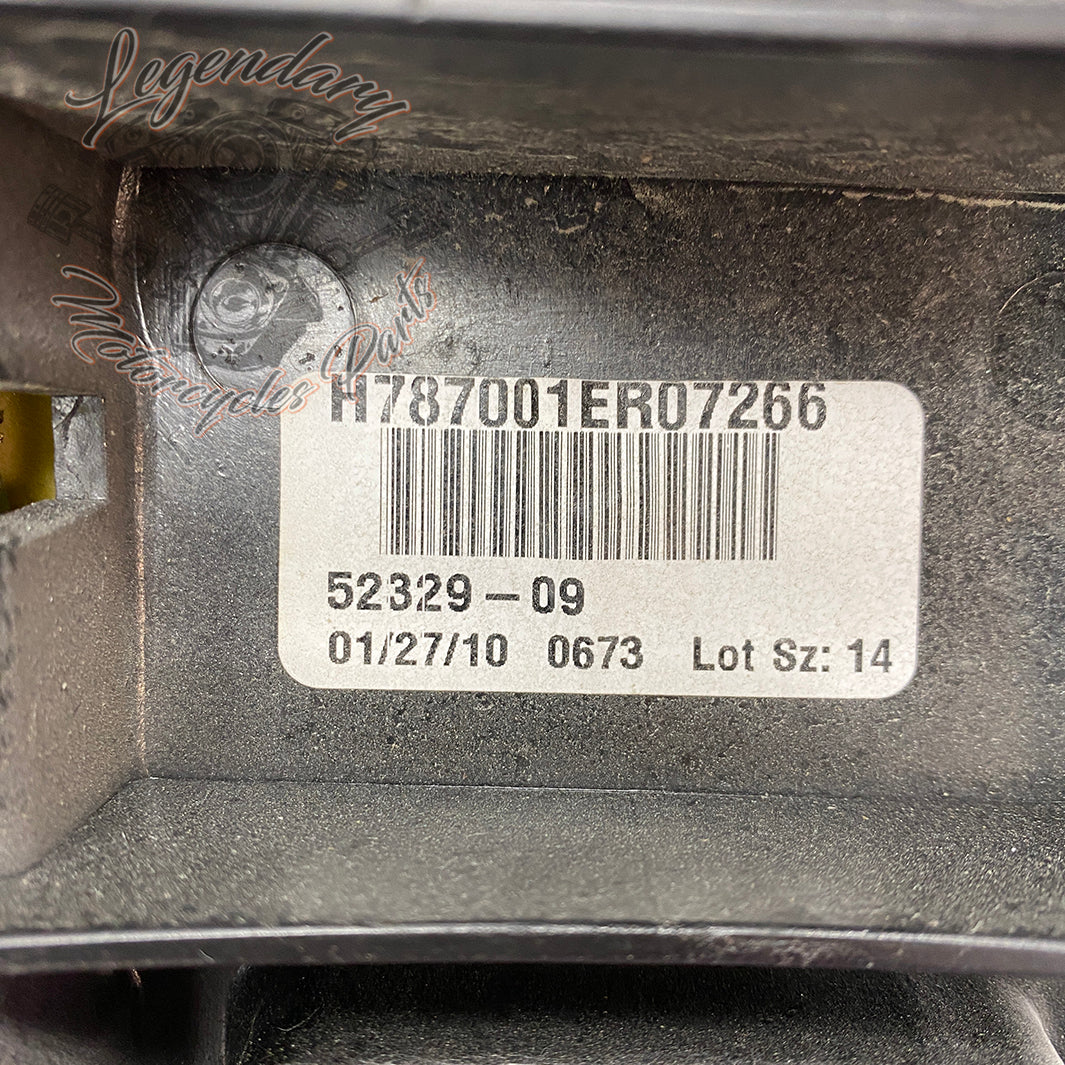 Legendary
Motorcycles Parts
H787001ER07266
52329-09
01/27/10 0673 Lot Sz: 14